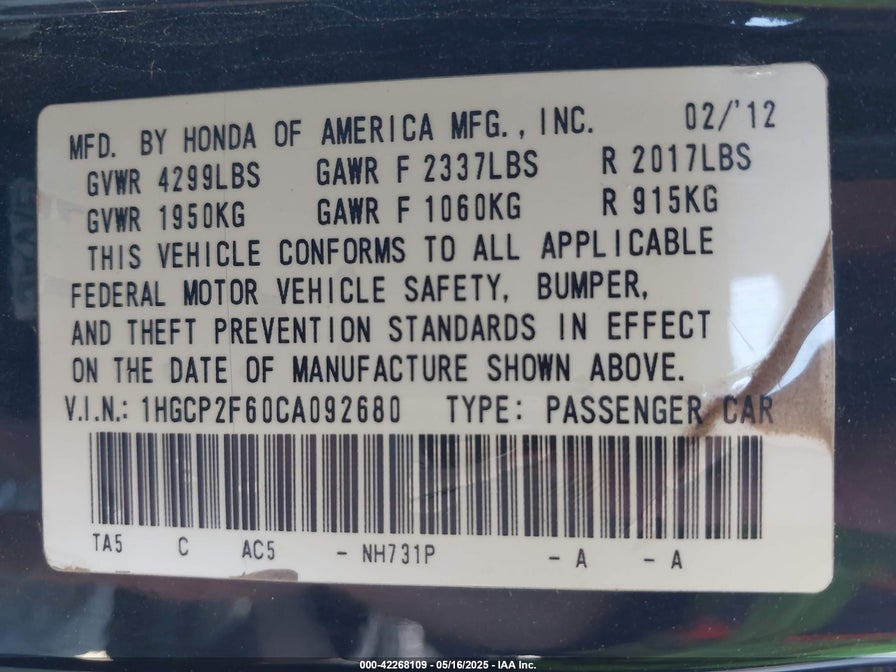 MFD. BY HONDA OF AMERICA MFG., INC. 02/'12
GVWR 4299LBS GAWR F 2337LBS R 2017LBS
GVWR 1950KG GAWR F 1060KG R 915KG
THIS VEHICLE CONFORMS TO ALL APPLICABLE
FEDERAL MOTOR VEHICLE SAFETY, BUMPER,
AND THEFT PREVENTION STANDARDS IN EFFECT
ON THE DATE OF MANUFACTURE SHOWN ABOVE.
V.I.N.: 1HGCP2F60CA092680 TYPE: PASSENGER CAR
TA5 C AC5 - NH731P - A - A
000-42268109 - 05/16/2025 - IAA Inc.